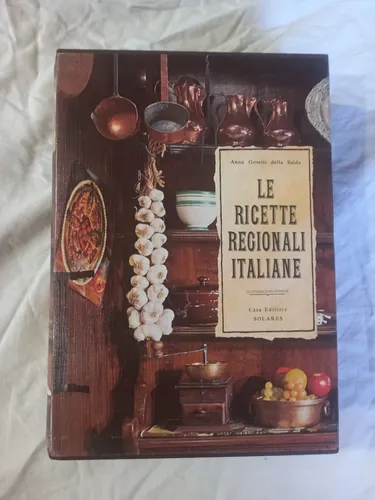 Anna Gosetti della Salda
LE
RICETTE
REGIONALI
ITALIANE
Casa Editrice
SOLARES